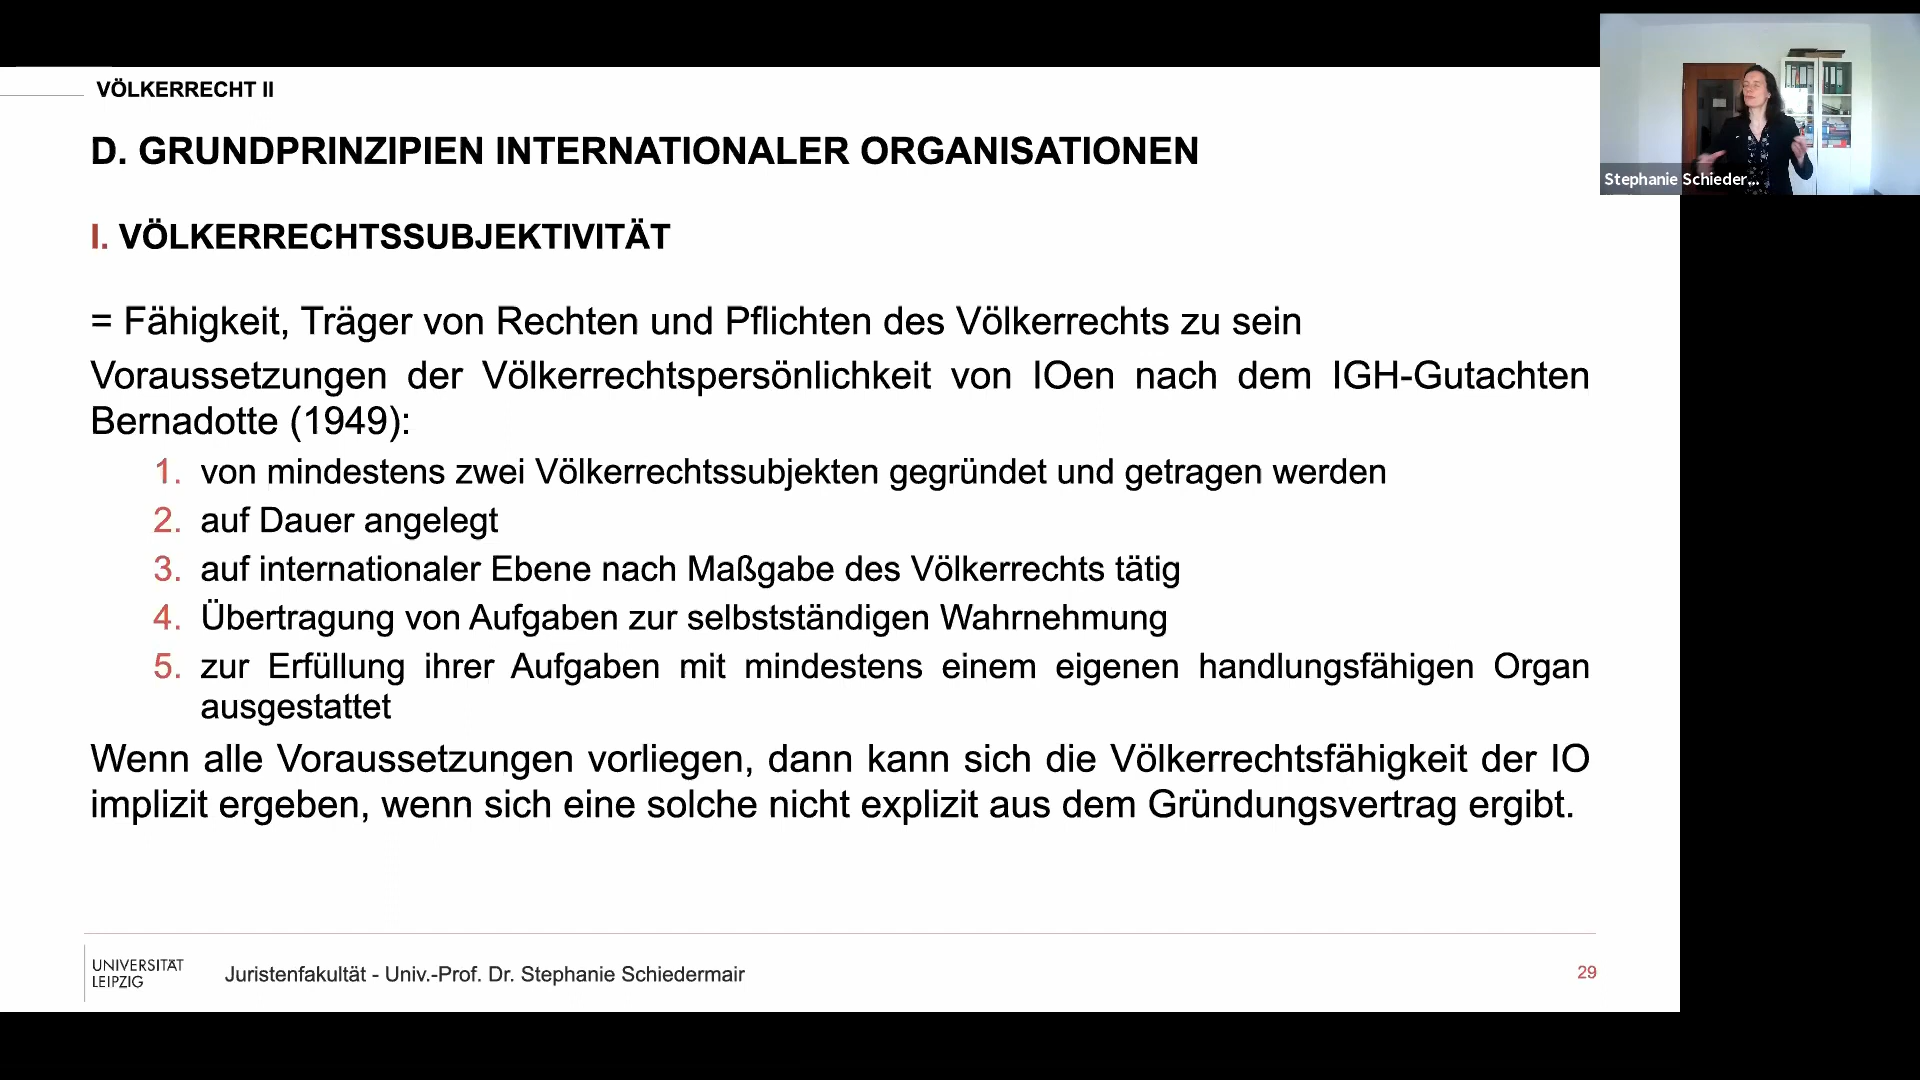 VÖLKERRECHT II
D. GRUNDPRINZIPIEN INTERNATIONALER ORGANISATIONEN
I. VÖLKERRECHTSSUBJEKTIVITÄT
= Fähigkeit, Träger von Rechten und Pflichten des Völkerrechts zu sein
Voraussetzungen der Völkerrechtspersönlichkeit von IOen nach dem IGH-Gutachten
Bernadotte (1949):
1. von mindestens zwei Völkerrechtssubjekten gegründet und getragen werden
2. auf Dauer angelegt
3. auf internationaler Ebene nach Maßgabe des Völkerrechts tätig
4. Übertragung von Aufgaben zur selbstständigen Wahrnehmung
5. zur Erfüllung ihrer Aufgaben mit mindestens einem eigenen handlungsfähigen Organ
ausgestattet
Wenn alle Voraussetzungen vorliegen, dann kann sich die Völkerrechtsfähigkeit der IO
implizit ergeben, wenn sich eine solche nicht explizit aus dem Gründungsvertrag ergibt.
UNIVERSITÄT
LEIPZIG
Juristenfakultät - Univ.-Prof. Dr. Stephanie Schiedermair
29
Stephanie Schieder...